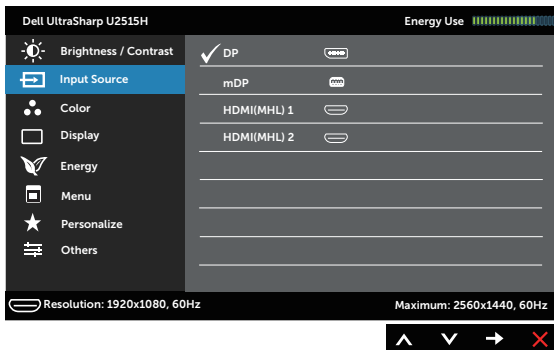 Dell UltraSharp U2515H Energy Use
Brightness / Contrast
Input Source
Color
Display
Energy
Menu
Personalize
Others
DP
mDP
HDMI(MHL) 1
HDMI(MHL) 2
Resolution: 1920x1080, 60Hz Maximum: 2560x1440, 60Hz